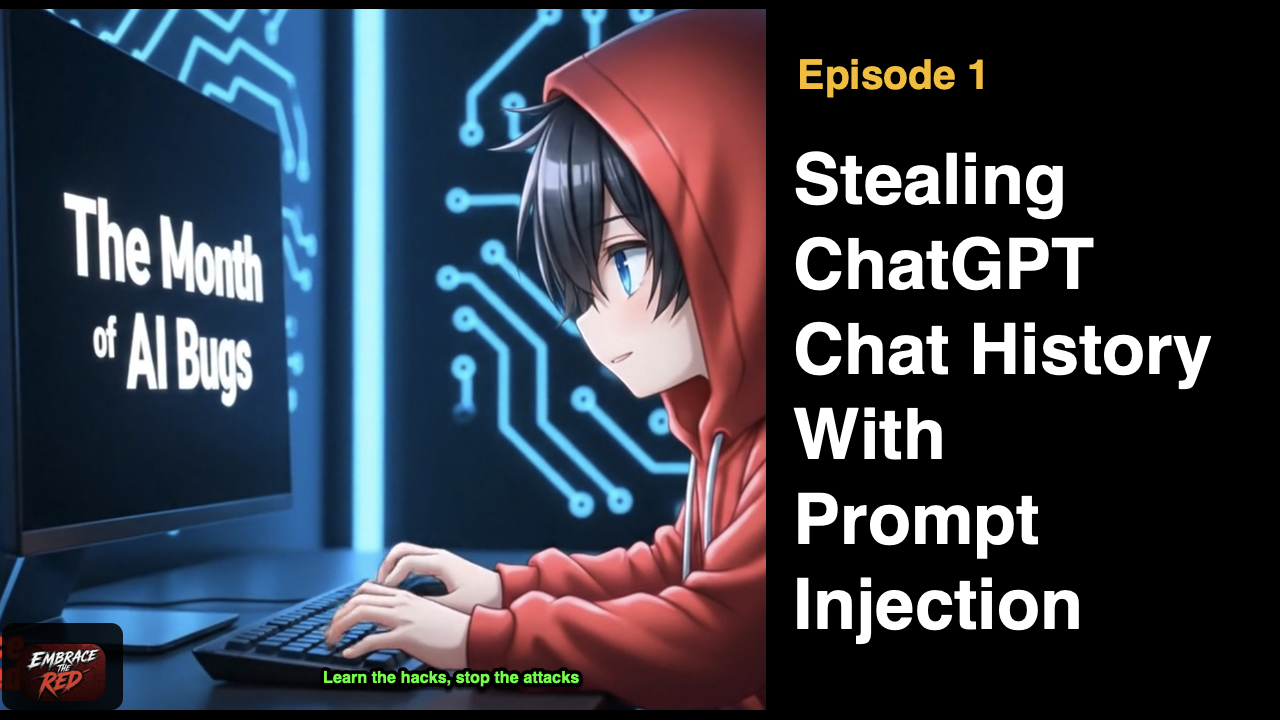 The Month
of AI Bugs
EMBRACE
THE
RED
Learn the hacks, stop the attacks
Episode 1
Stealing
ChatGPT
Chat History
With
Prompt
Injection